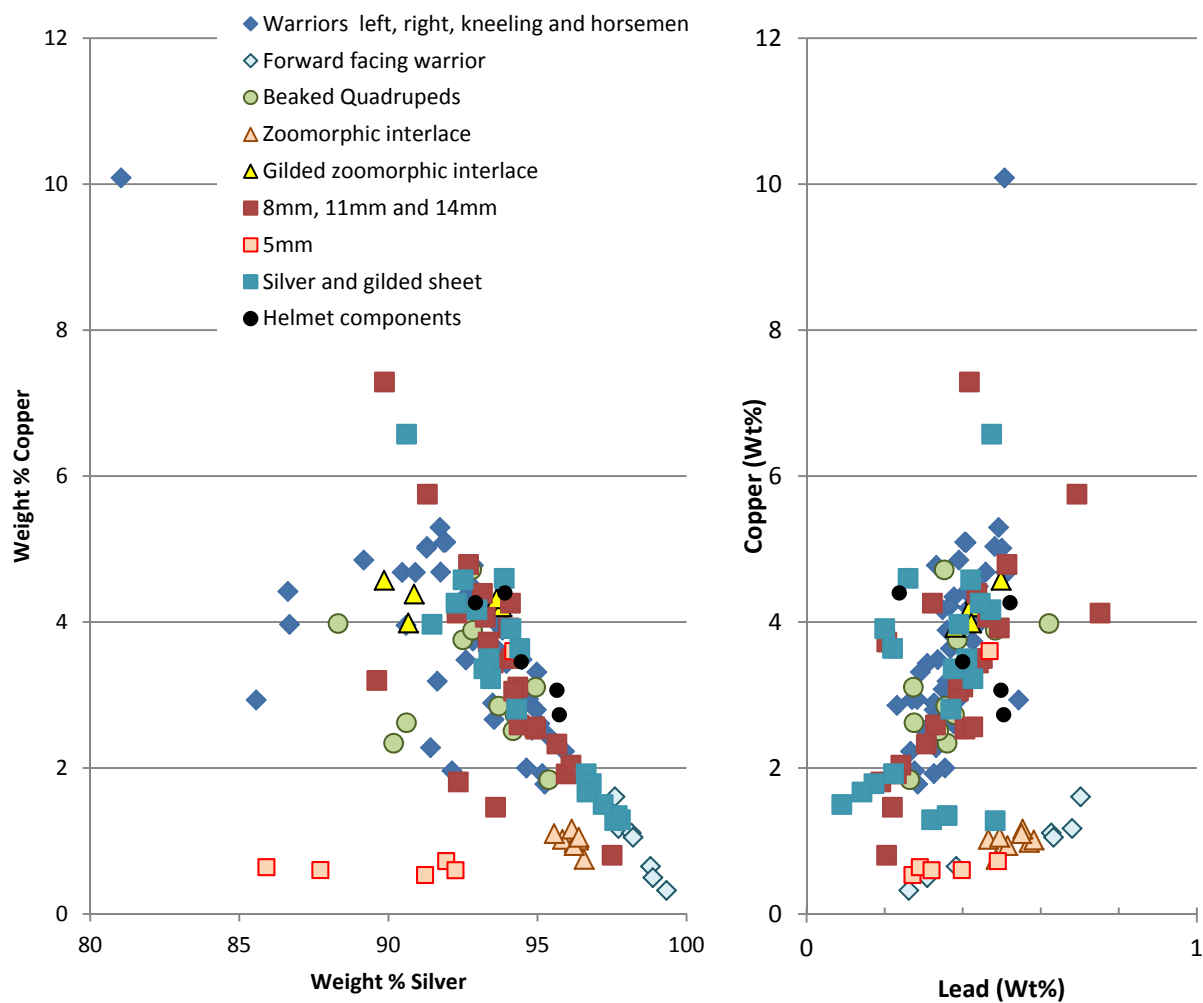 Warriors left, right, kneeling and horsemen
Forward facing warrior
Beaked Quadrupeds
Zoomorphic interlace
Gilded zoomorphic interlace
8mm, 11mm and 14mm
5mm
Silver and gilded sheet
Helmet components
12
10
8
6
4
2
0
Weight % Copper
80
85
90
95
100
Weight % Silver
12
10
8
6
4
2
0
Copper (Wt%)
0
1
Lead (Wt%)